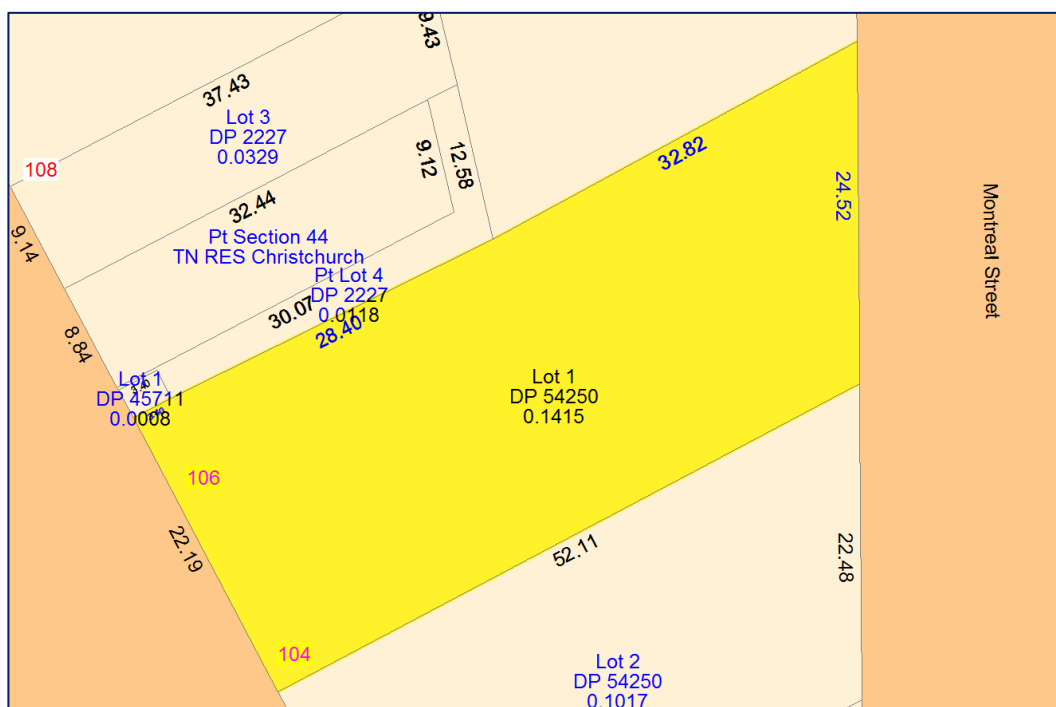 9.43
37.43
Lot 3
DP 2227
0.0329
108
9.12
12.58
32.82
24.52
Montreal Street
32.44
9.14
Pt Section 44
TN RES Christchurch
Pt Lot 4
DP 2227
0.0118
30.07
28.40
8.84
Lot 1
DP 45711
0.0008
Lot 1
DP 54250
0.1415
106
22.19
52.11
22.48
104
Lot 2
DP 54250
0.1017